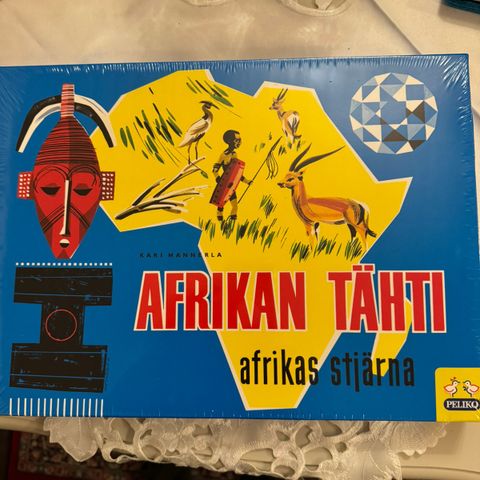 KARI MANNERLA
AFRIKAN TÄHTI
afrikas stjärna
PELIKO